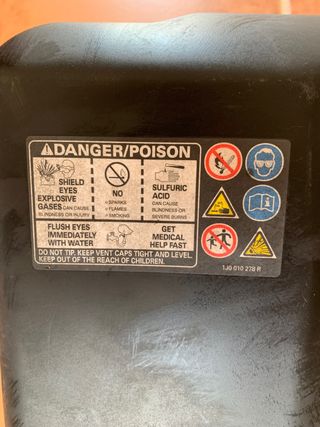 DANGER/POISON
SHIELD
EYES
EXPLOSIVE
GASES CAN CAUSE
BLINDNESS OR INJURY
NO
•SPARKS
•FLAMES
•SMOKING
SULFURIC
ACID
CAN CAUSE
BLINDNESS OR
SEVERE BURNS
FLUSH EYES
IMMEDIATELY
WITH WATER
GET
MEDICAL
HELP FAST
DO NOT TIP. KEEP VENT CAPS TIGHT AND LEVEL.
KEEP OUT OF THE REACH OF CHILDREN.
1J0 010 278 R